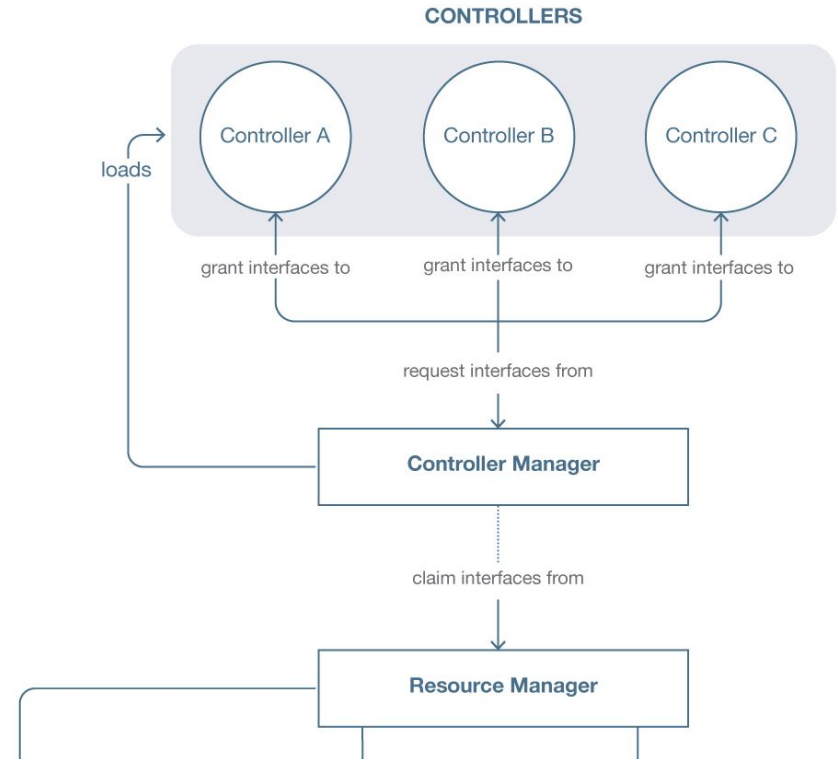 CONTROLLERS
Controller A
Controller B
Controller C
loads
grant interfaces to
grant interfaces to
grant interfaces to
request interfaces from
Controller Manager
claim interfaces from
Resource Manager